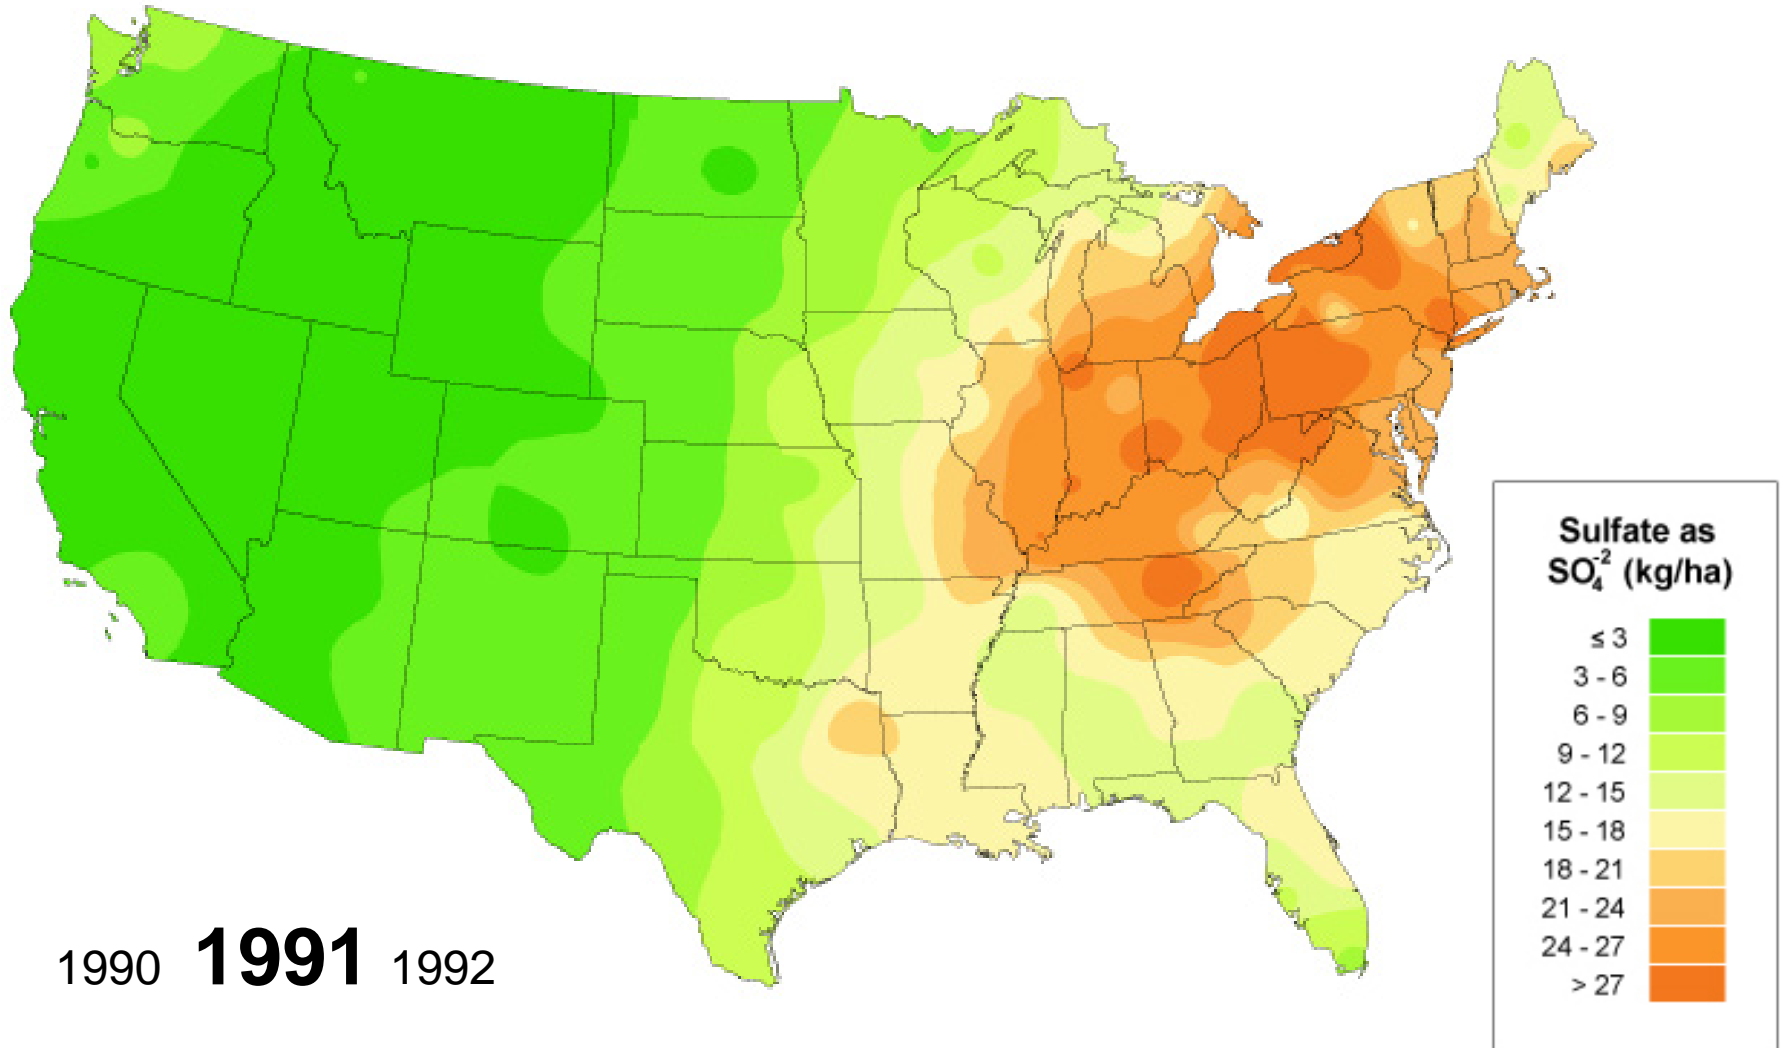 Sulfate as
SO₄⁻² (kg/ha)
≤ 3
3 - 6
6 - 9
9 - 12
12 - 15
15 - 18
18 - 21
21 - 24
24 - 27
> 27
1990 1991 1992